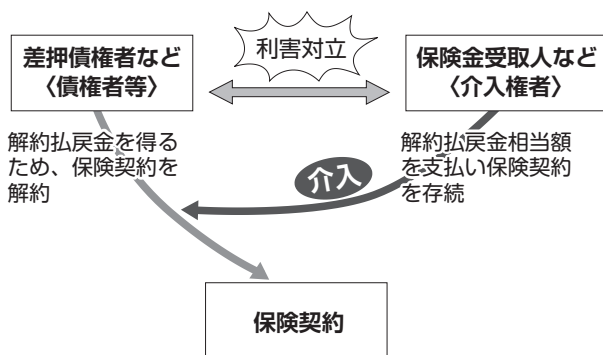 差押債権者など
〈債権者等〉
利害対立
保険金受取人など
〈介入権者〉
解約払戻金を得る
ため、保険契約を
解約
介入
解約払戻金相当額
を支払い保険契約
を存続
保険契約